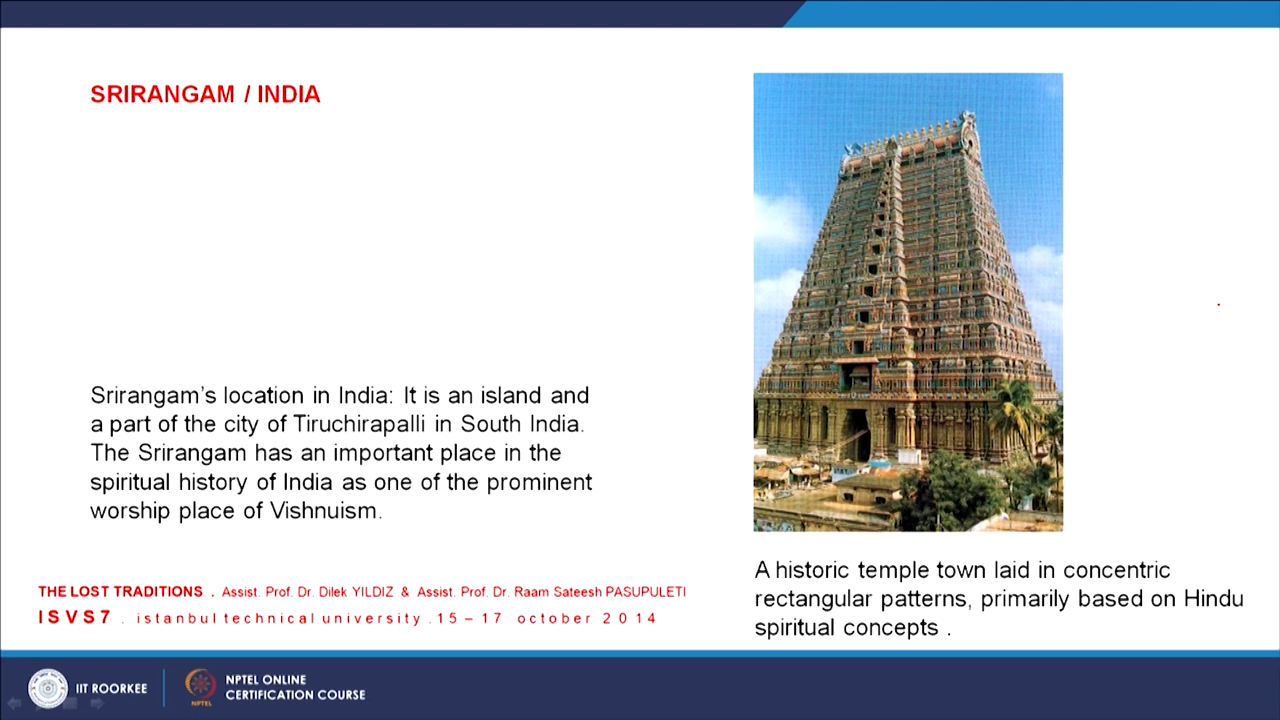 SRIRANGAM / INDIA
Srirangam's location in India: It is an island and
a part of the city of Tiruchirapalli in South India.
The Srirangam has an important place in the
spiritual history of India as one of the prominent
worship place of Vishnuism.
A historic temple town laid in concentric
rectangular patterns, primarily based on Hindu
spiritual concepts .
THE LOST TRADITIONS . Assist. Prof. Dr. Dilek YILDIZ & Assist. Prof. Dr. Raam Sateesh PASUPULETI
ISVS7 . istanbul technical university .15 – 17 october 2014
IIT ROORKEE
NPTEL
NPTEL ONLINE
CERTIFICATION COURSE